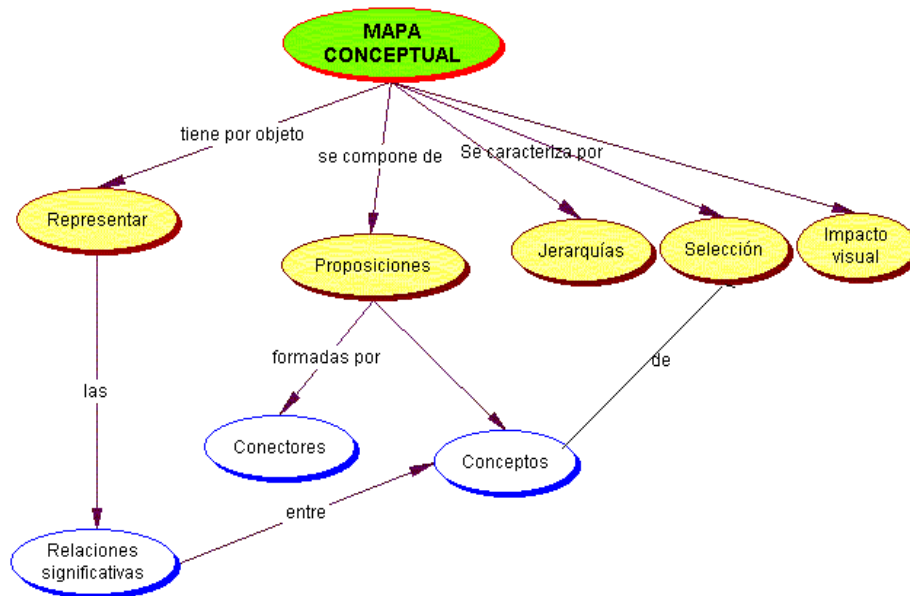 MAPA
CONCEPTUAL
tiene por objeto
se compone de
Se caracteriza por
Representar
Proposiciones
Jerarquías
Selección
Impacto
visual
formadas por
las
de
Conectores
Conceptos
entre
Relaciones
significativas